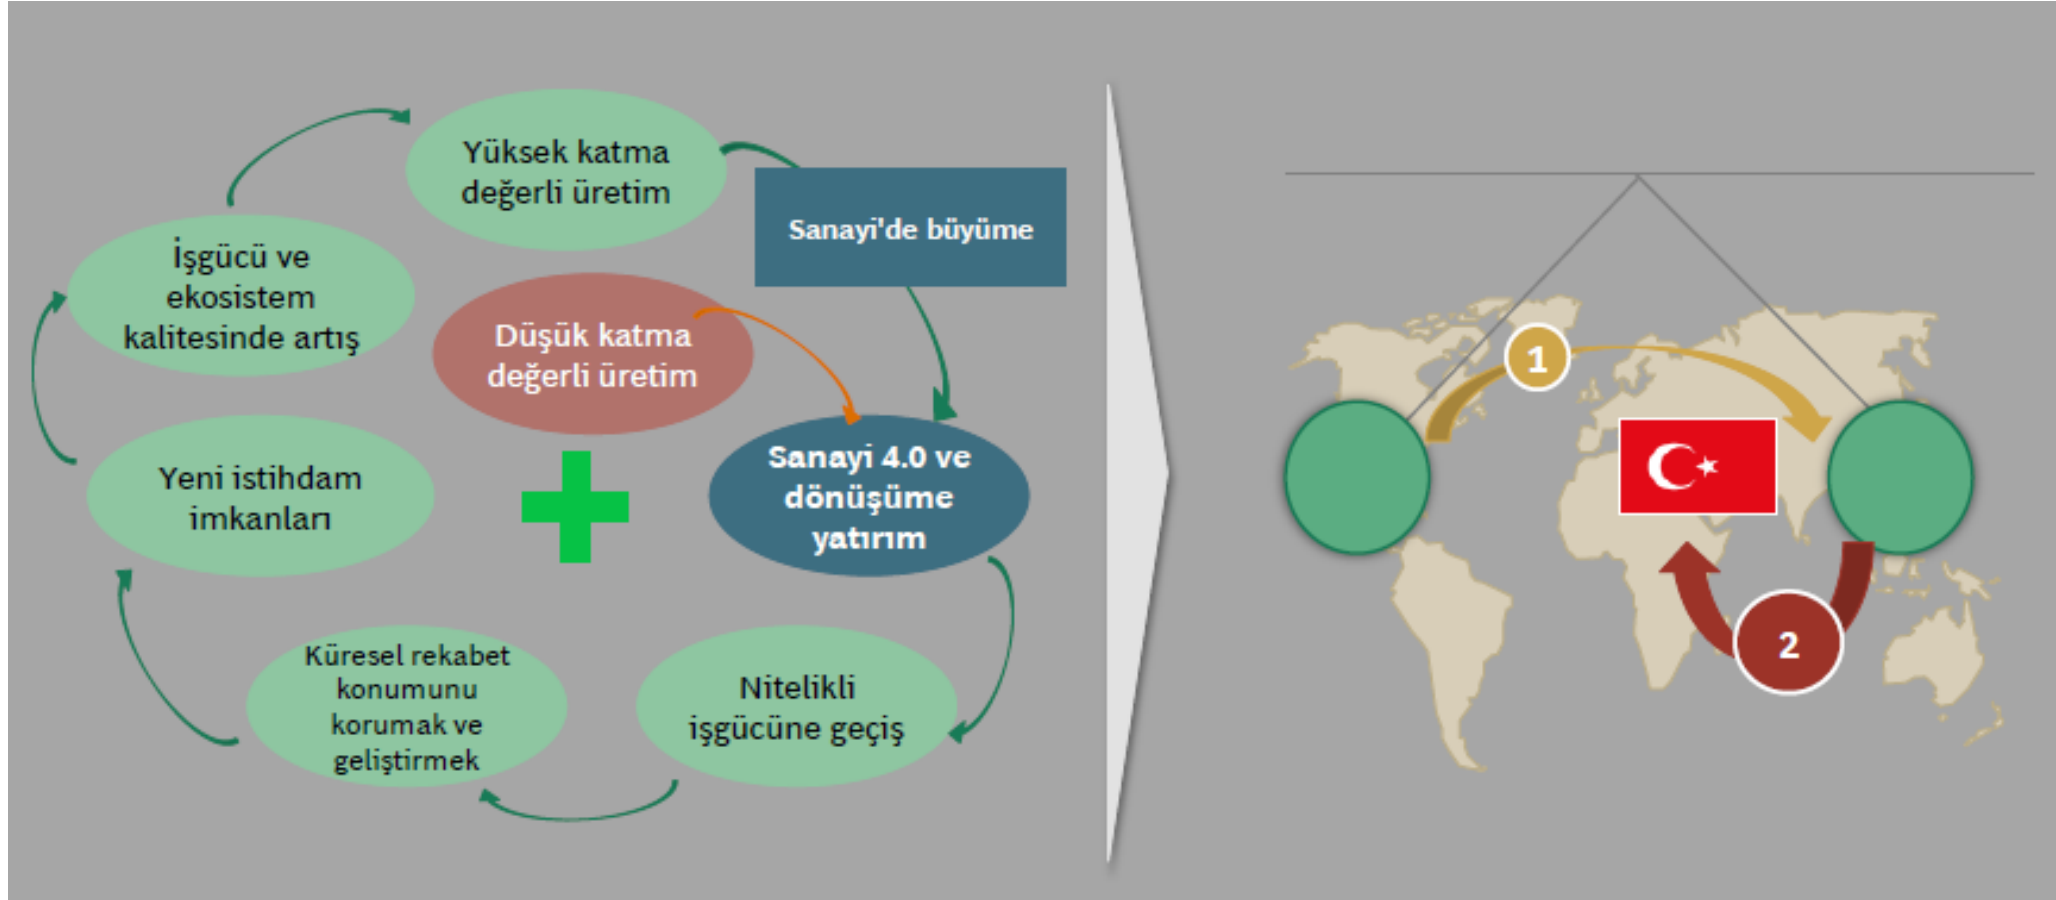 Yüksek katma
değerli üretim
Sanayi'de büyüme
İşgücü ve
ekosistem
kalitesinde artış
Düşük katma
değerli üretim
Sanayi 4.0 ve
dönüşüme
yatırım
Yeni istihdam
imkanları
Küresel rekabet
konumunu
korumak ve
geliştirmek
Nitelikli
işgücüne geçiş
1
2